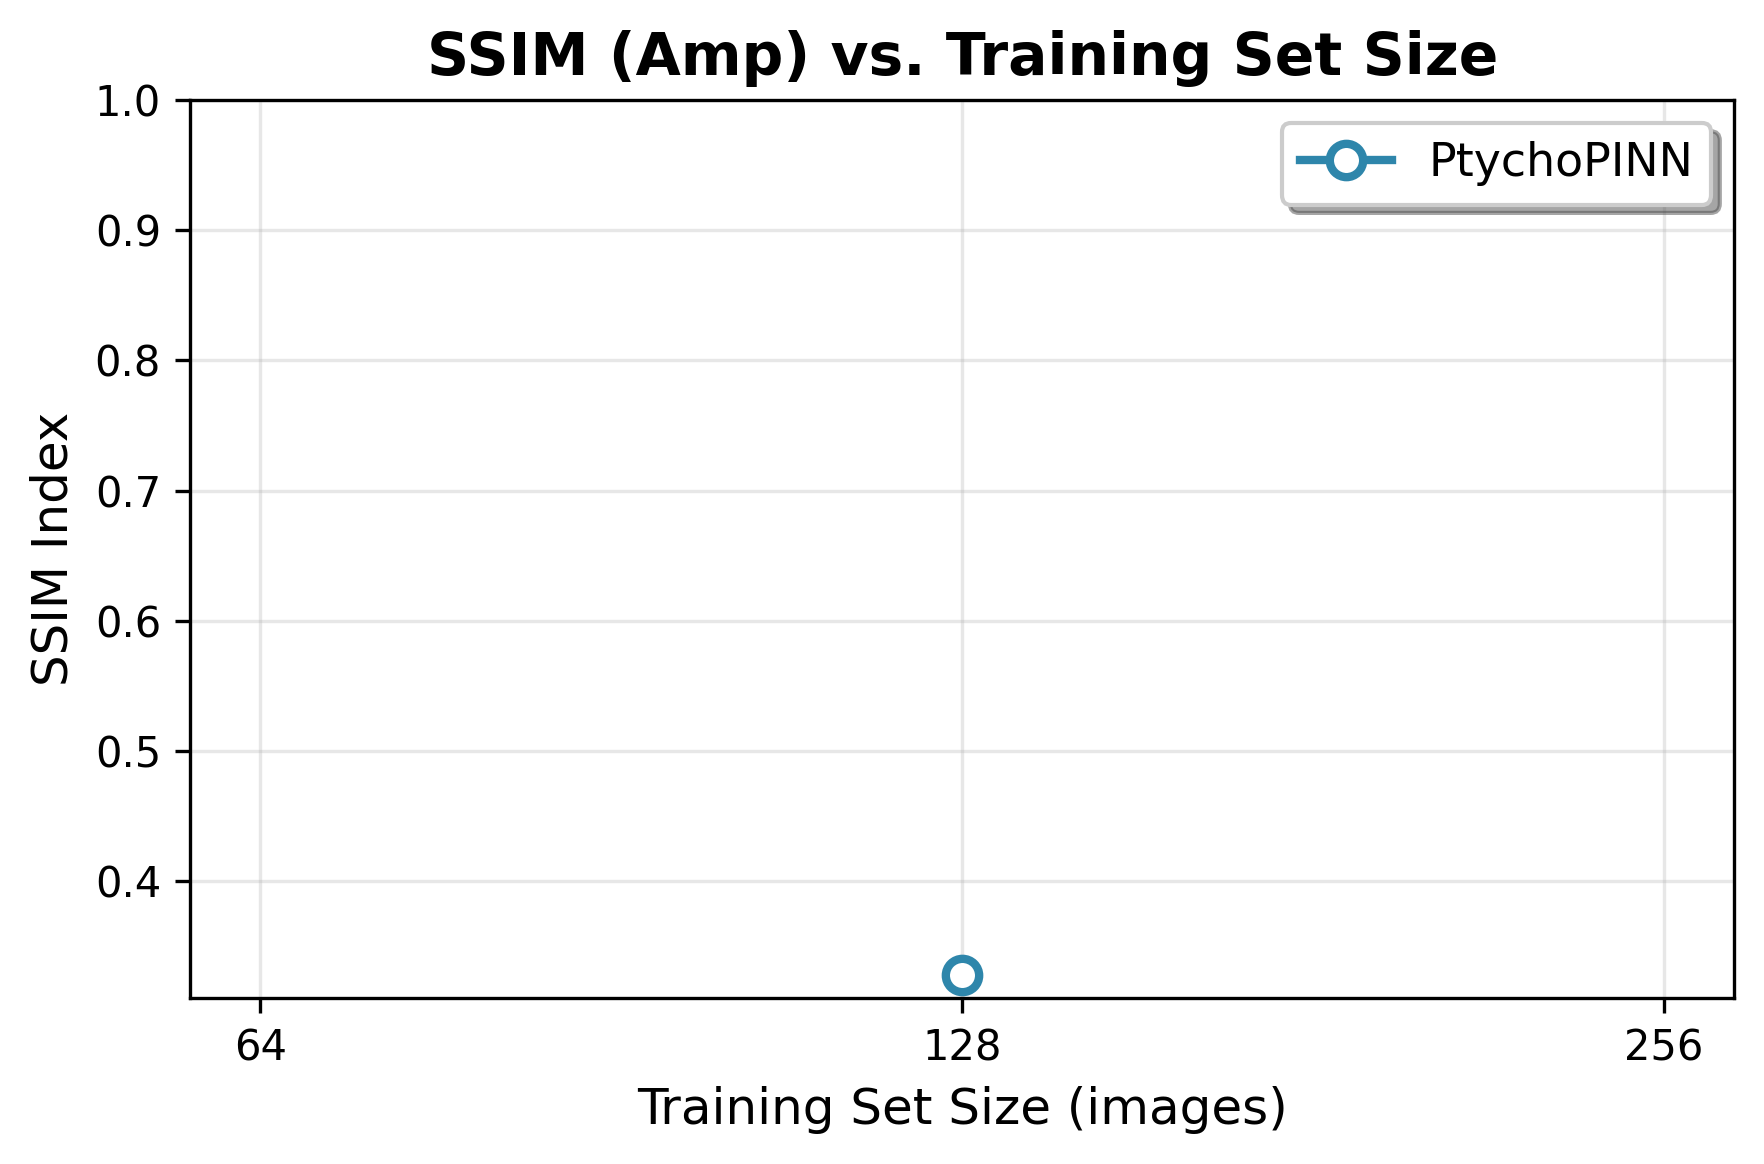 SSIM (Amp) vs. Training Set Size
1.0
0.9
0.8
0.7
0.6
0.5
0.4
SSIM Index
PtychoPINN
64
128
256
Training Set Size (images)